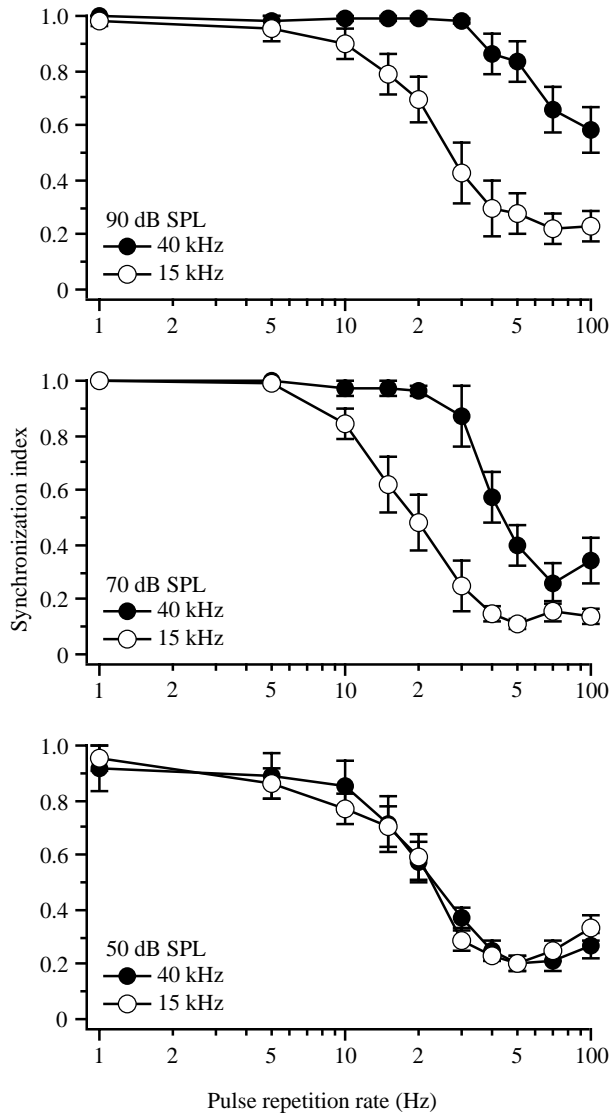 1.0
0.8
0.6
0.4
0.2
0
90 dB SPL
40 kHz
15 kHz
1 2 5 10 2 5 100
Synchronization index
1.0
0.8
0.6
0.4
0.2
0
70 dB SPL
40 kHz
15 kHz
1 2 5 10 2 5 100
1.0
0.8
0.6
0.4
0.2
0
50 dB SPL
40 kHz
15 kHz
1 2 5 10 2 5 100
Pulse repetition rate (Hz)